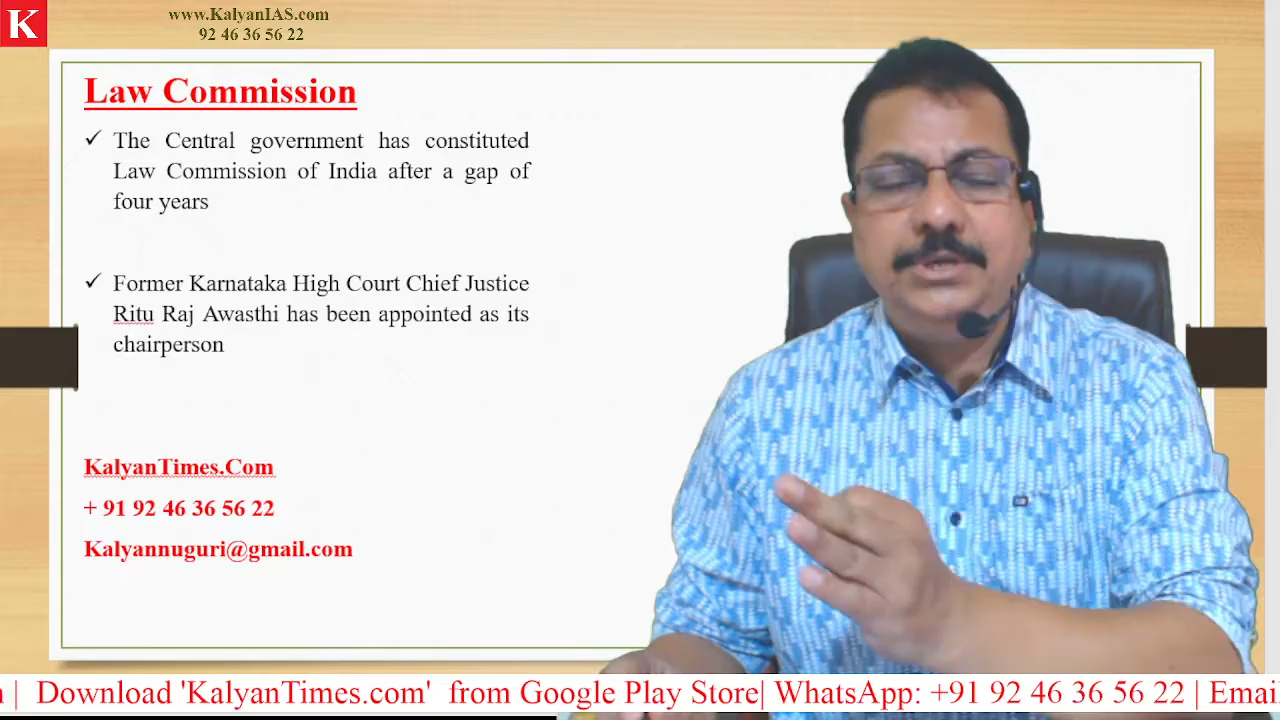 K
www.KalyanIAS.com
92 46 36 56 22
Law Commission
✓ The Central government has constituted
Law Commission of India after a gap of
four years
✓ Former Karnataka High Court Chief Justice
Ritu Raj Awasthi has been appointed as its
chairperson
KalyanTimes.Com
+ 91 92 46 36 56 22
Kalyannuguri@gmail.com
| Download 'KalyanTimes.com' from Google Play Store| WhatsApp: +91 92 46 36 56 22 | Email